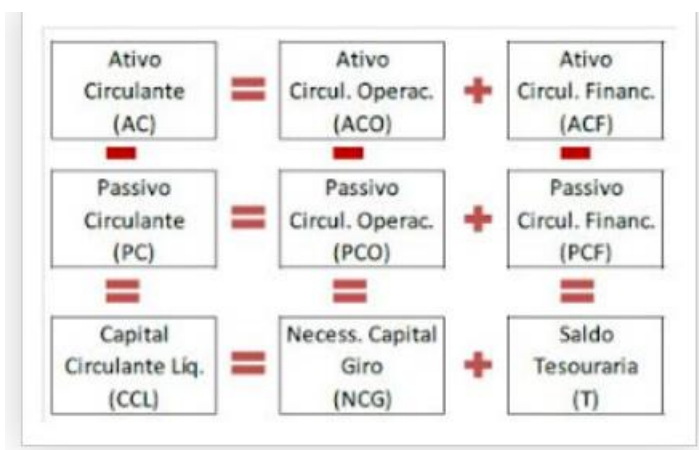 Ativo
Circulante
(AC)
=
Ativo
Circul. Operac.
(ACO)
+
Ativo
Circul. Financ.
(ACF)
-
-
-
Passivo
Circulante
(PC)
=
Passivo
Circul. Operac.
(PCO)
+
Passivo
Circul. Financ.
(PCF)
=
=
=
Capital
Circulante Líq.
(CCL)
=
Necess. Capital
Giro
(NCG)
+
Saldo
Tesouraria
(T)